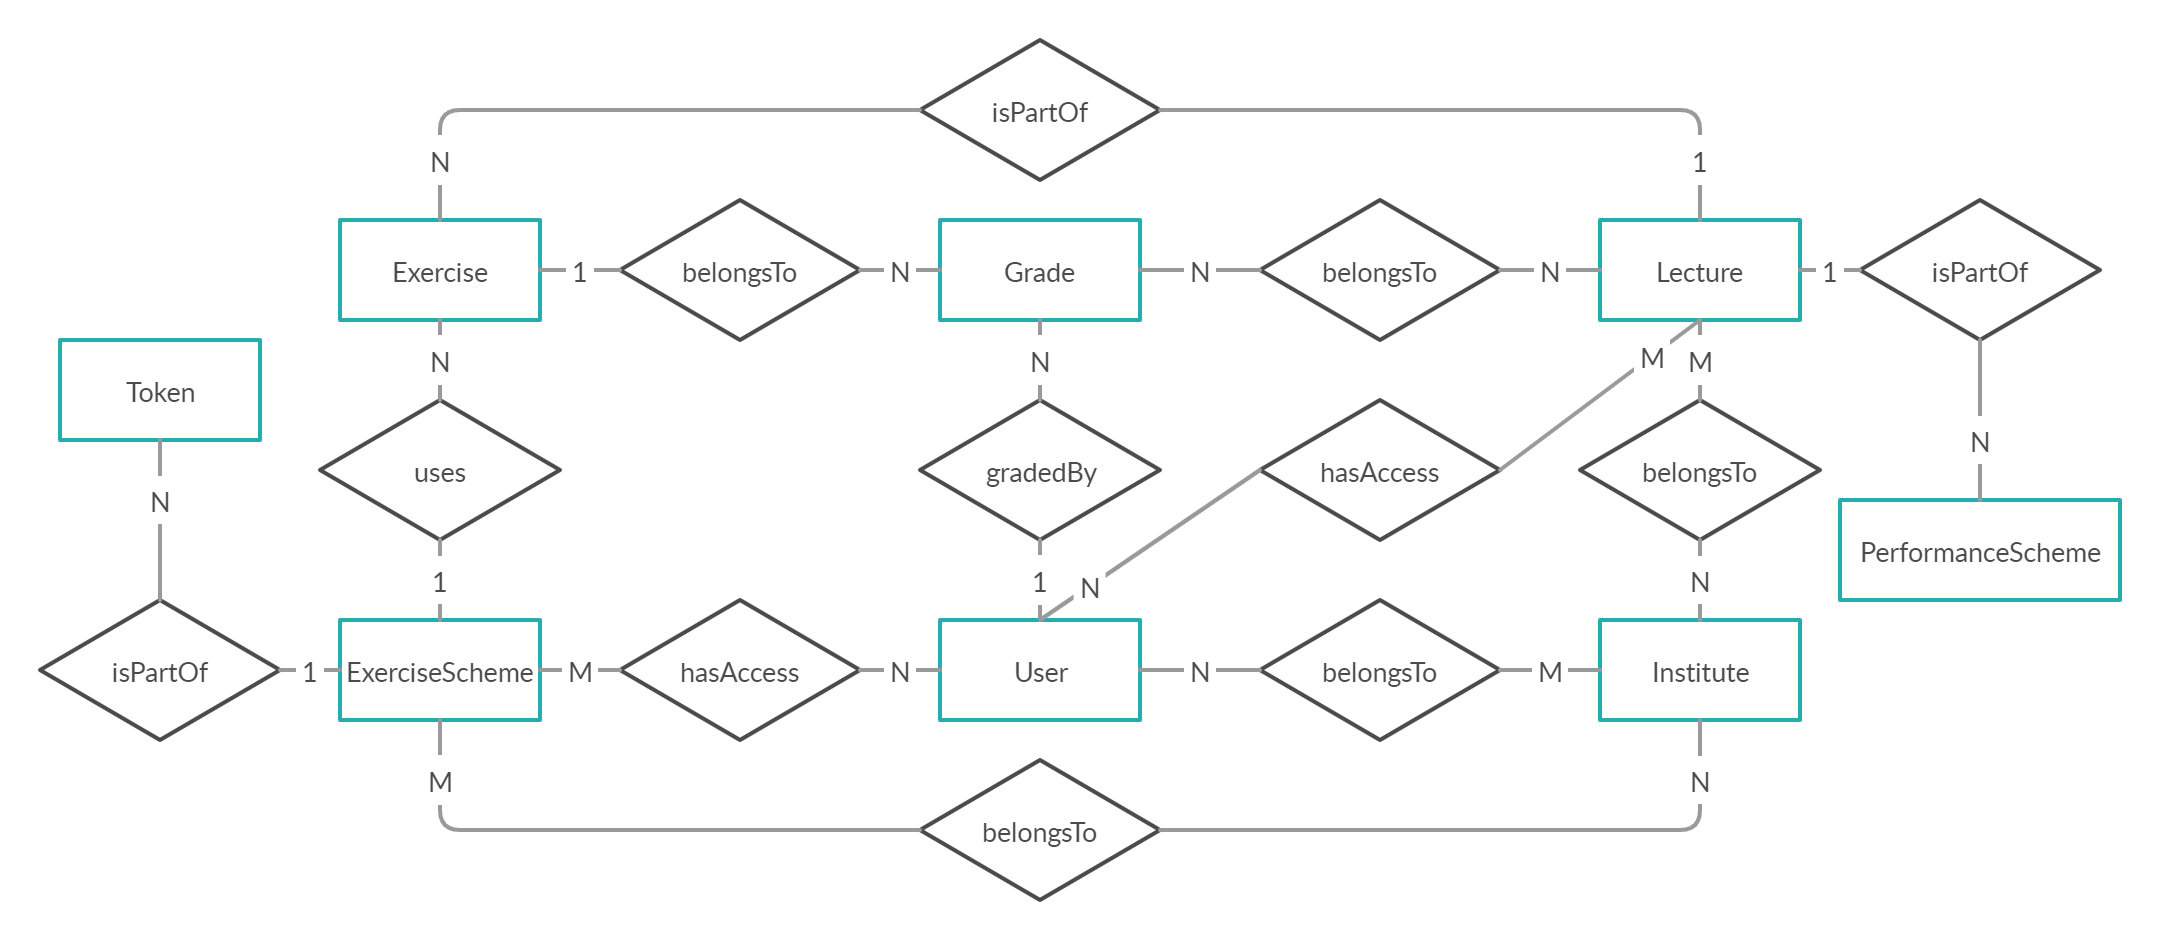 isPartOf
N
1
Exercise
1
belongsTo
N
Grade
N
belongsTo
N
Lecture
1
isPartOf
N
N
M
M
Token
uses
gradedBy
hasAccess
belongsTo
N
N
PerformanceScheme
1
1
N
N
isPartOf
1
ExerciseScheme
M
hasAccess
N
User
N
belongsTo
M
Institute
M
N
belongsTo